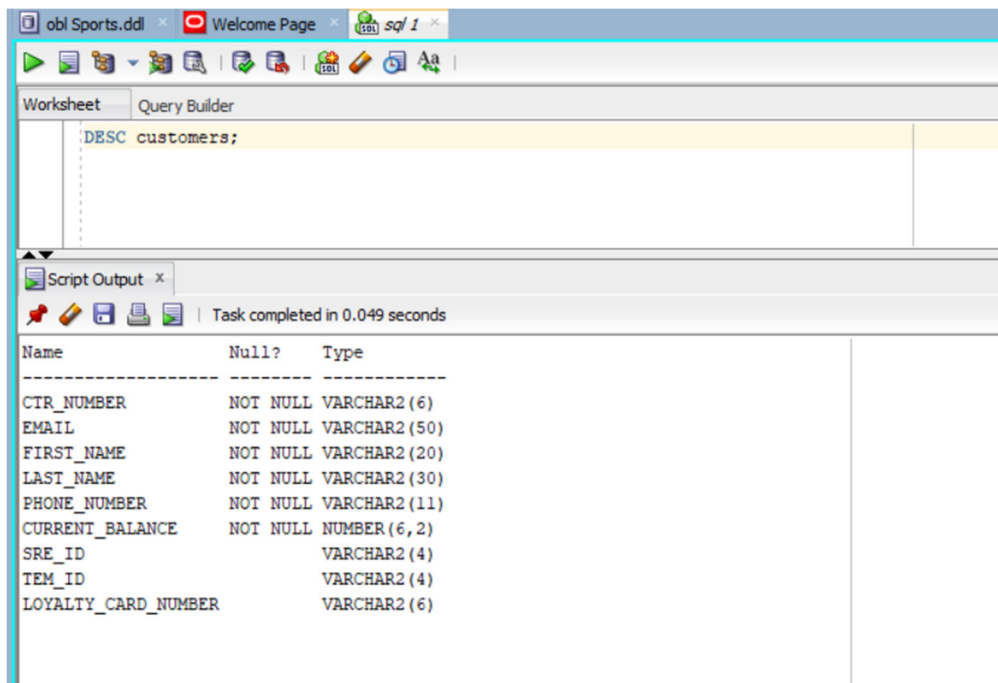 obl Sports.ddl Welcome Page sql 1
Worksheet Query Builder
DESC customers;
Script Output x
Task completed in 0.049 seconds
Name Null? Type
------------------- -------- ------------
CTR_NUMBER NOT NULL VARCHAR2(6)
EMAIL NOT NULL VARCHAR2(50)
FIRST_NAME NOT NULL VARCHAR2(20)
LAST_NAME NOT NULL VARCHAR2(30)
PHONE_NUMBER NOT NULL VARCHAR2(11)
CURRENT_BALANCE NOT NULL NUMBER(6,2)
SRE_ID VARCHAR2(4)
TEM_ID VARCHAR2(4)
LOYALTY_CARD_NUMBER VARCHAR2(6)